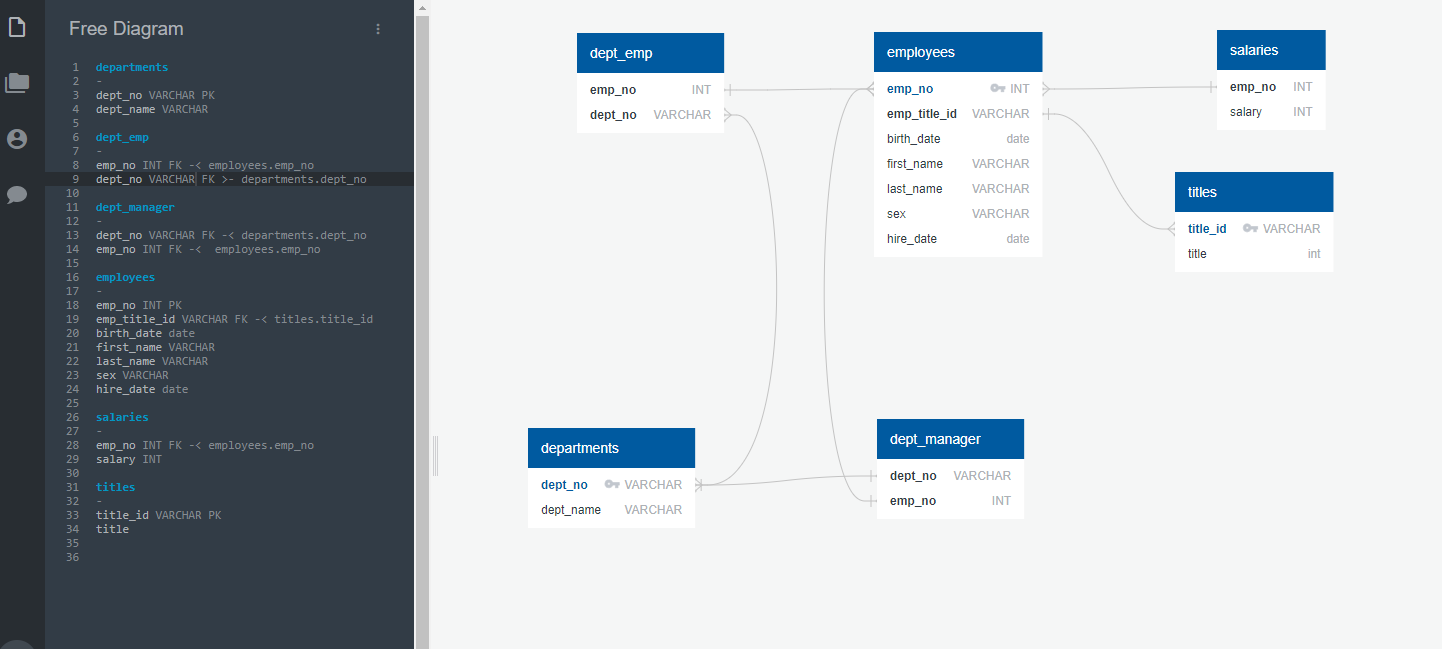 Free Diagram
1 departments
2 -
3 dept_no VARCHAR PK
4 dept_name VARCHAR
5
6 dept_emp
7 -
8 emp_no INT FK -< employees.emp_no
9 dept_no VARCHAR FK >- departments.dept_no
10
11 dept_manager
12 -
13 dept_no VARCHAR FK -< departments.dept_no
14 emp_no INT FK -<  employees.emp_no
15
16 employees
17 -
18 emp_no INT PK
19 emp_title_id VARCHAR FK -< titles.title_id
20 birth_date date
21 first_name VARCHAR
22 last_name VARCHAR
23 sex VARCHAR
24 hire_date date
25
26 salaries
27 -
28 emp_no INT FK -< employees.emp_no
29 salary INT
30
31 titles
32 -
33 title_id VARCHAR PK
34 title
35
36
dept_emp
emp_no INT
dept_no VARCHAR
employees
emp_no INT
emp_title_id VARCHAR
birth_date date
first_name VARCHAR
last_name VARCHAR
sex VARCHAR
hire_date date
salaries
emp_no INT
salary INT
titles
title_id VARCHAR
title int
departments
dept_no VARCHAR
dept_name VARCHAR
dept_manager
dept_no VARCHAR
emp_no INT